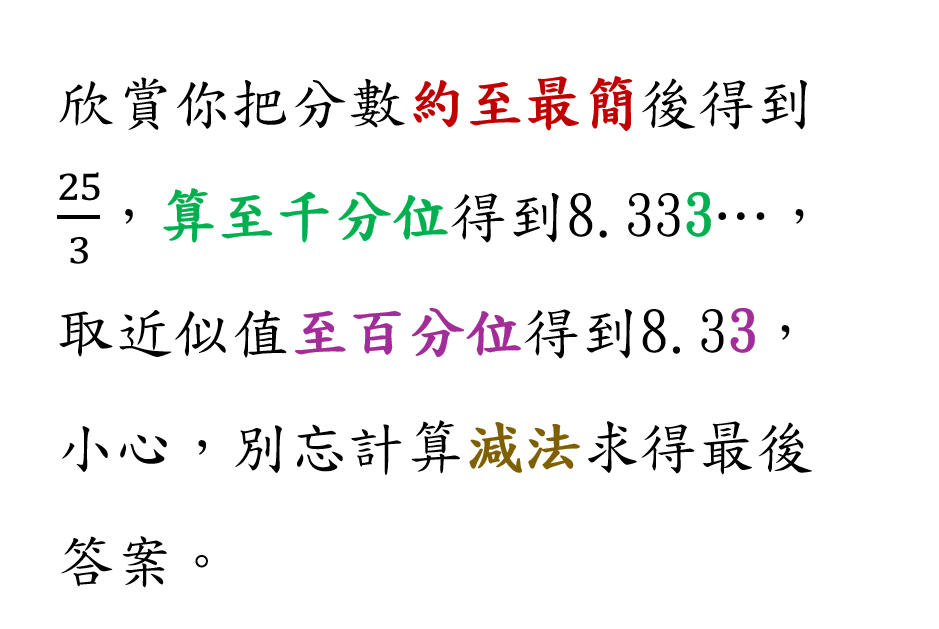 欣賞你把分數約至最簡後得到
25/3，算至千分位得到8.333…，
取近似值至百分位得到8.33，
小心，別忘計算減法求得最後
答案。